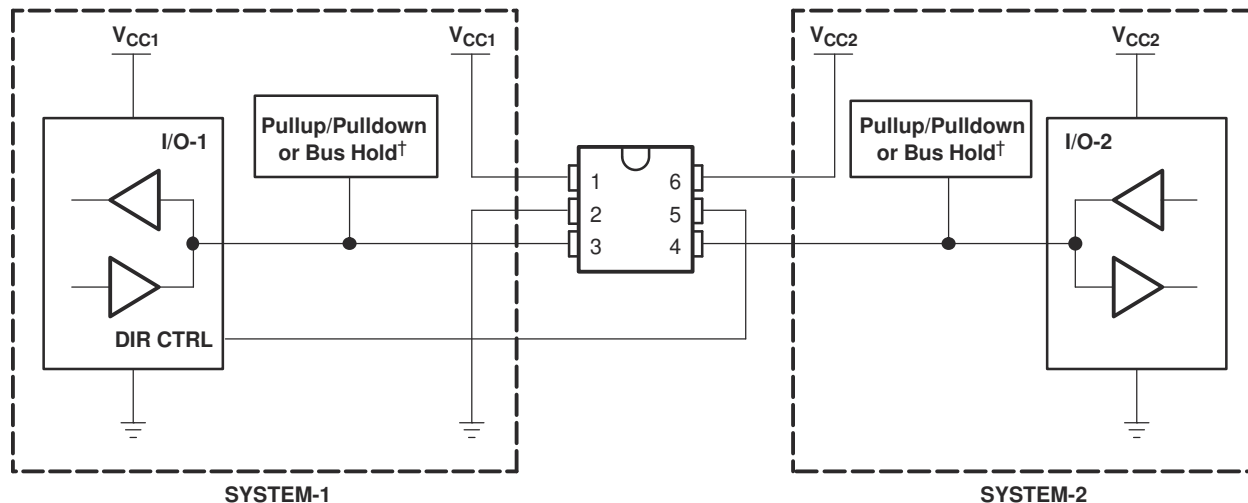 VCC1
VCC1
VCC2
VCC2
Pullup/Pulldown
or Bus Hold†
Pullup/Pulldown
or Bus Hold†
I/O-1
I/O-2
1
6
2
5
3
4
DIR CTRL
SYSTEM-1
SYSTEM-2